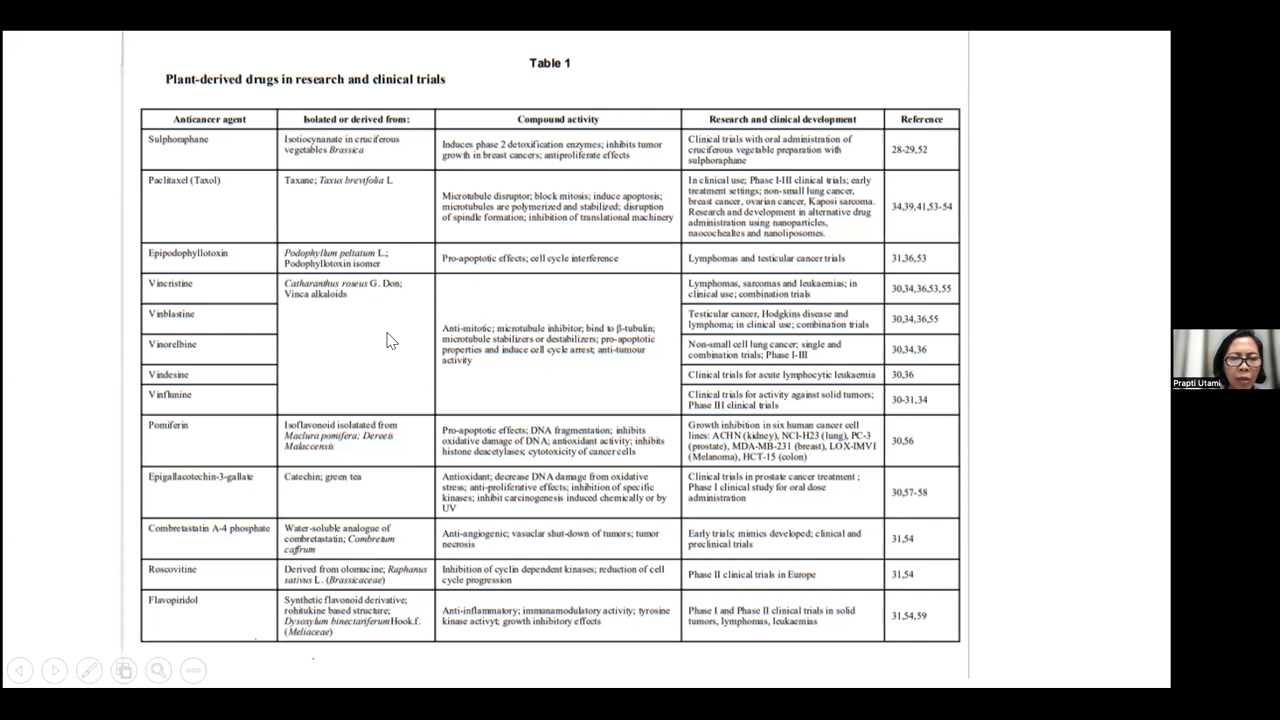 Table 1
Plant-derived drugs in research and clinical trials
Anticancer agent
Isolated or derived from:
Compound activity
Research and clinical development
Reference
Sulphoraphane
Isotiocynanate in cruciferous
vegetables Brassica
Induces phase 2 detoxification enzymes; inhibits tumor
growth in breast cancers; antiproliferate effects
Clinical trials with oral administration of
cruciferous vegetable preparation with
sulphoraphane
28-29,52
Paclitaxel (Taxol)
Taxane; Taxus brevifolia L
Microtubule disruptor; block mitosis; induce apoptosis;
microtubules are polymerized and stabilized; disruption
of spindle formation; inhibition of translational machinery
In clinical use; Phase I-III clinical trials; early
treatment settings; non-small lung cancer,
breast cancer, ovarian cancer, Kaposi sarcoma.
Research and development in alternative drug
administration using nanoparticles,
naocochealtes and nanoliposomes.
34,39,41,53-54
Epipodophyllotoxin
Podophyllum peltatum L.;
Podophyllotoxin isomer
Pro-apoptotic effects; cell cycle interference
Lymphomas and testicular cancer trials
31,36,53
Vincristine
Catharanthus roseus G. Don;
Vinca alkaloids
Anti-mitotic; microtubule inhibitor; bind to β-tubulin;
microtubule stabilizers or destabilizers; pro-apoptotic
properties and induce cell cycle arrest; anti-tumour
activity
Lymphomas, sarcomas and leukaemias; in
clinical use; combination trials
30,34,36,53,55
Vinblastine
Testicular cancer, Hodgkins disease and
lymphoma; in clinical use; combination trials
30,34,36,55
Vinorelbine
Non-small cell lung cancer; single and
combination trials; Phase I-III
30,34,36
Vindesine
Clinical trials for acute lymphocytic leukaemia
30,36
Vinflunine
Clinical trials for activity against solid tumors;
Phase III clinical trials
30-31,34
Pomiferin
Isoflavonoid isolatated from
Maclura pomifera; Dereeis
Malaccensis
Pro-apoptotic effects; DNA fragmentation; inhibits
oxidative damage of DNA; antioxidant activity; inhibits
histone deacetylases; cytotoxicity of cancer cells
Growth inhibition in six human cancer cell
lines: ACHN (kidney), NCI-H23 (lung), PC-3
(prostate), MDA-MB-231 (breast), LOX-IMVI
(Melanoma), HCT-15 (colon)
30,56
Epigallacotechin-3-gallate
Catechin; green tea
Antioxidant; decrease DNA damage from oxidative
stress; anti-proliferative effects; inhibition of specific
kinases; inhibit carcinogenesis induced chemically or by
UV
Clinical trials in prostate cancer treatment ;
Phase I clinical study for oral dose
administration
30,57-58
Combretastatin A-4 phosphate
Water-soluble analogue of
combretastatin; Combretum
caffrum
Anti-angiogenic; vasuclar shut-down of tumors; tumor
necrosis
Early trials; mimics developed; clinical and
preclinical trials
31,54
Roscovitine
Derived from olomucine; Raphanus
sativus L. (Brassicaceae)
Inhibition of cyclin dependent kinases; reduction of cell
cycle progression
Phase II clinical trials in Europe
31,54
Flavopiridol
Synthetic flavonoid derivative;
rohitukine based structure;
Dysoxylum binectariferum Hook.f.
(Meliaceae)
Anti-inflammatory; immunamodulatory activity; tyrosine
kinase activyt; growth inhibitory effects
Phase I and Phase II clinical trials in solid
tumors, lymphomas, leukaemias
31,54,59
Prapti Utami